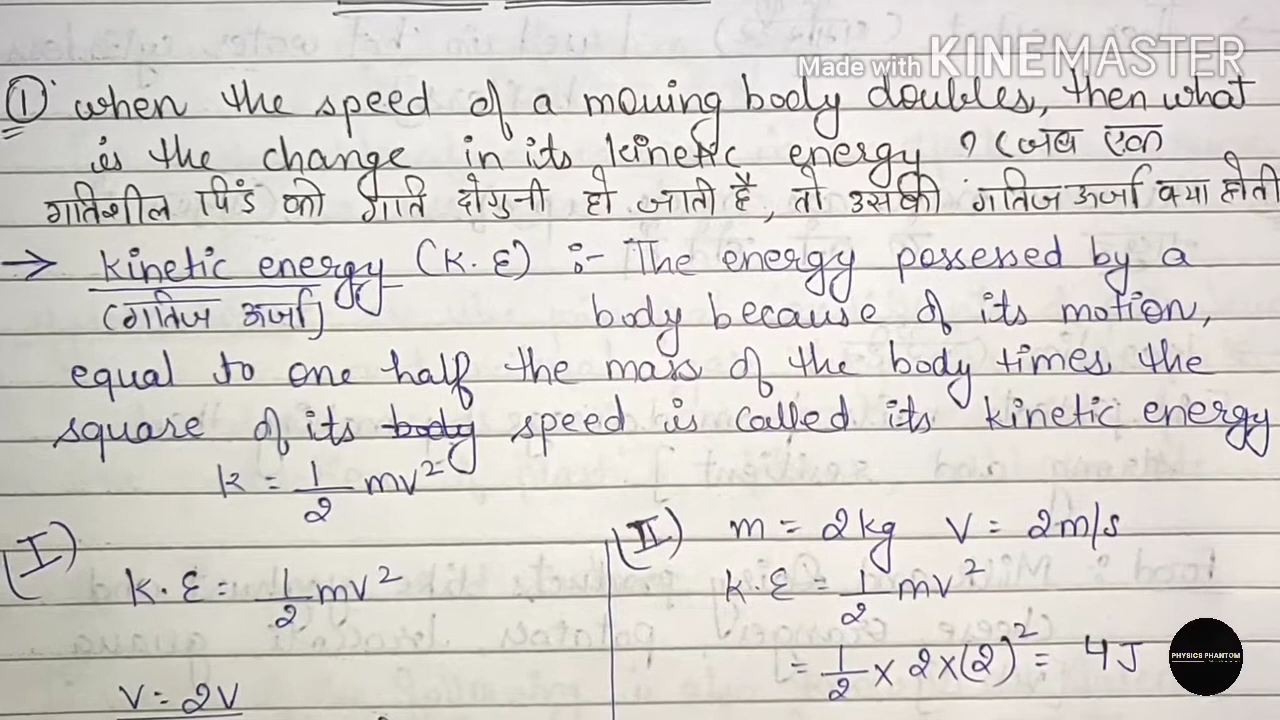 Made with KINEMASTER
① when the speed of a moving body doubles, then what
is the change in its kinetic energy ? (जब एक
गतिशील पिंड की गति दोगुनी हो जाती है, तो उसकी गतिज ऊर्जा क्या होती
→ kinetic energy (K.E) :- The energy possessed by a
(गतिज ऊर्जा) body because of its motion,
equal to one half the mass of the body times the
square of its body speed is called its kinetic energy
k = 1/2 mv²
(I)
K.E = 1/2 mv²
V = 2V
(II) m = 2kg V = 2m/s
K.E = 1/2 mv²
= 1/2 × 2 × (2)² = 4J
PHYSICS PHANTOM